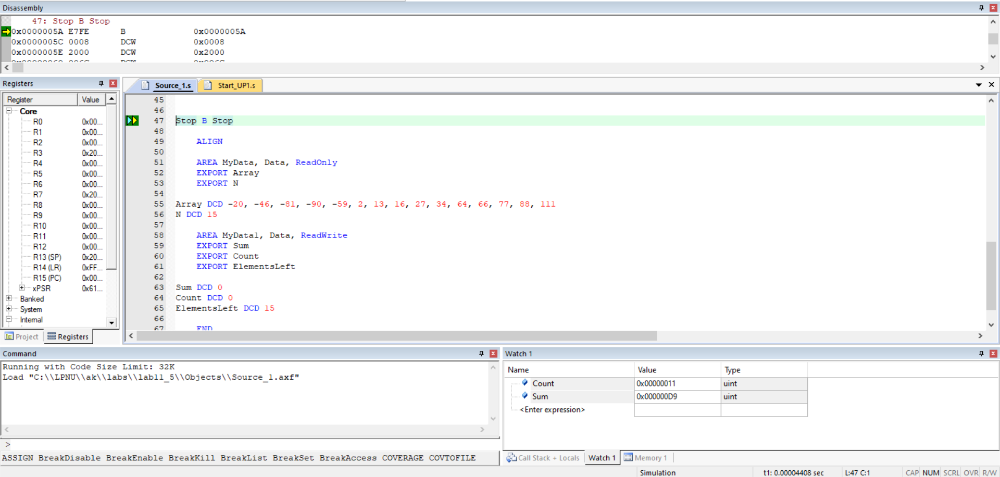 Disassembly
47: Stop B Stop
0x0000005A E7FE B 0x0000005A
0x0000005C 0008 DCW 0x0008
0x0000005E 2000 DCW 0x2000
Registers
Register Value
Core
R0 0x00...
R1 0x00...
R2 0x00...
R3 0x20...
R4 0x00...
R5 0x00...
R6 0x00...
R7 0x20...
R8 0x00...
R9 0x00...
R10 0x00...
R11 0x00...
R12 0x00...
R13 (SP) 0x20...
R14 (LR) 0xFF...
R15 (PC) 0x00...
xPSR 0x61...
Banked
System
Internal
Project Registers
Source_1.s Start_UP1.s
45
46
47 Stop B Stop
48
49 ALIGN
50
51 AREA MyData, Data, ReadOnly
52 EXPORT Array
53 EXPORT N
54
55 Array DCD -20, -46, -81, -90, -59, 2, 13, 16, 27, 34, 64, 66, 77, 88, 111
56 N DCD 15
57
58 AREA MyData1, Data, ReadWrite
59 EXPORT Sum
60 EXPORT Count
61 EXPORT ElementsLeft
62
63 Sum DCD 0
64 Count DCD 0
65 ElementsLeft DCD 15
66
67 END
Command
Running with Code Size Limit: 32K
Load "C:\\LPNU\\ak\\labs\\lab11_5\\Objects\\Source_1.axf"
>
ASSIGN BreakDisable BreakEnable BreakKill BreakList BreakSet BreakAccess COVERAGE COVTOFILE
Watch 1
Name Value Type
Count 0x00000011 uint
Sum 0x000000D9 uint
<Enter expression>
Call Stack + Locals Watch 1 Memory 1
Simulation t1: 0.00004408 sec L:47 C:1 CAP NUM SCRL OVR R/W